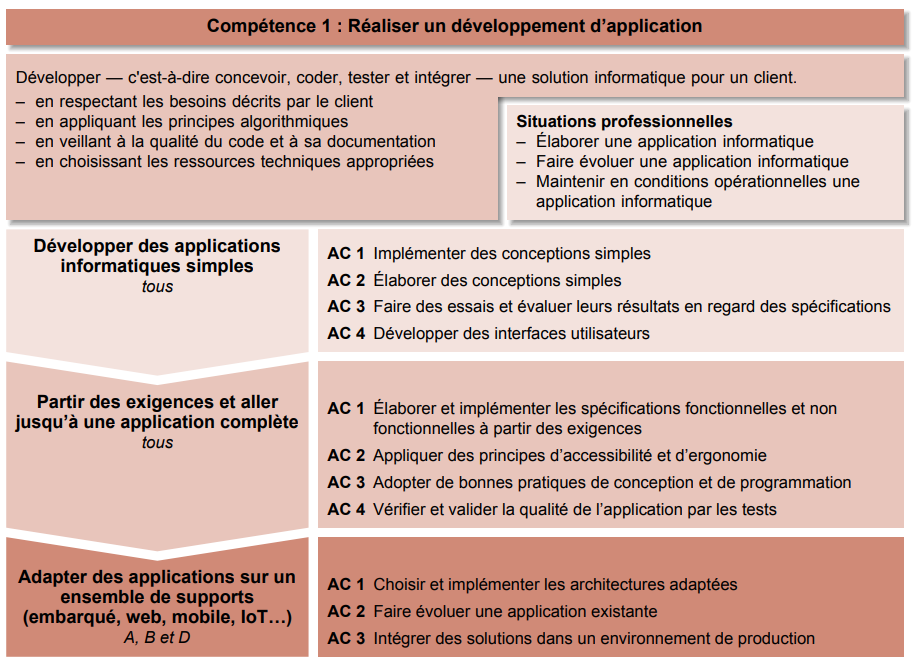 Compétence 1 : Réaliser un développement d’application
Développer — c'est-à-dire concevoir, coder, tester et intégrer — une solution informatique pour un client.
– en respectant les besoins décrits par le client
– en appliquant les principes algorithmiques
– en veillant à la qualité du code et à sa documentation
– en choisissant les ressources techniques appropriées
Situations professionnelles
– Élaborer une application informatique
– Faire évoluer une application informatique
– Maintenir en conditions opérationnelles une
application informatique
Développer des applications
informatiques simples
tous
AC 1 Implémenter des conceptions simples
AC 2 Élaborer des conceptions simples
AC 3 Faire des essais et évaluer leurs résultats en regard des spécifications
AC 4 Développer des interfaces utilisateurs
Partir des exigences et aller
jusqu’à une application complète
tous
AC 1 Élaborer et implémenter les spécifications fonctionnelles et non
fonctionnelles à partir des exigences
AC 2 Appliquer des principes d’accessibilité et d’ergonomie
AC 3 Adopter de bonnes pratiques de conception et de programmation
AC 4 Vérifier et valider la qualité de l’application par les tests
Adapter des applications sur un
ensemble de supports
(embarqué, web, mobile, IoT…)
A, B et D
AC 1 Choisir et implémenter les architectures adaptées
AC 2 Faire évoluer une application existante
AC 3 Intégrer des solutions dans un environnement de production